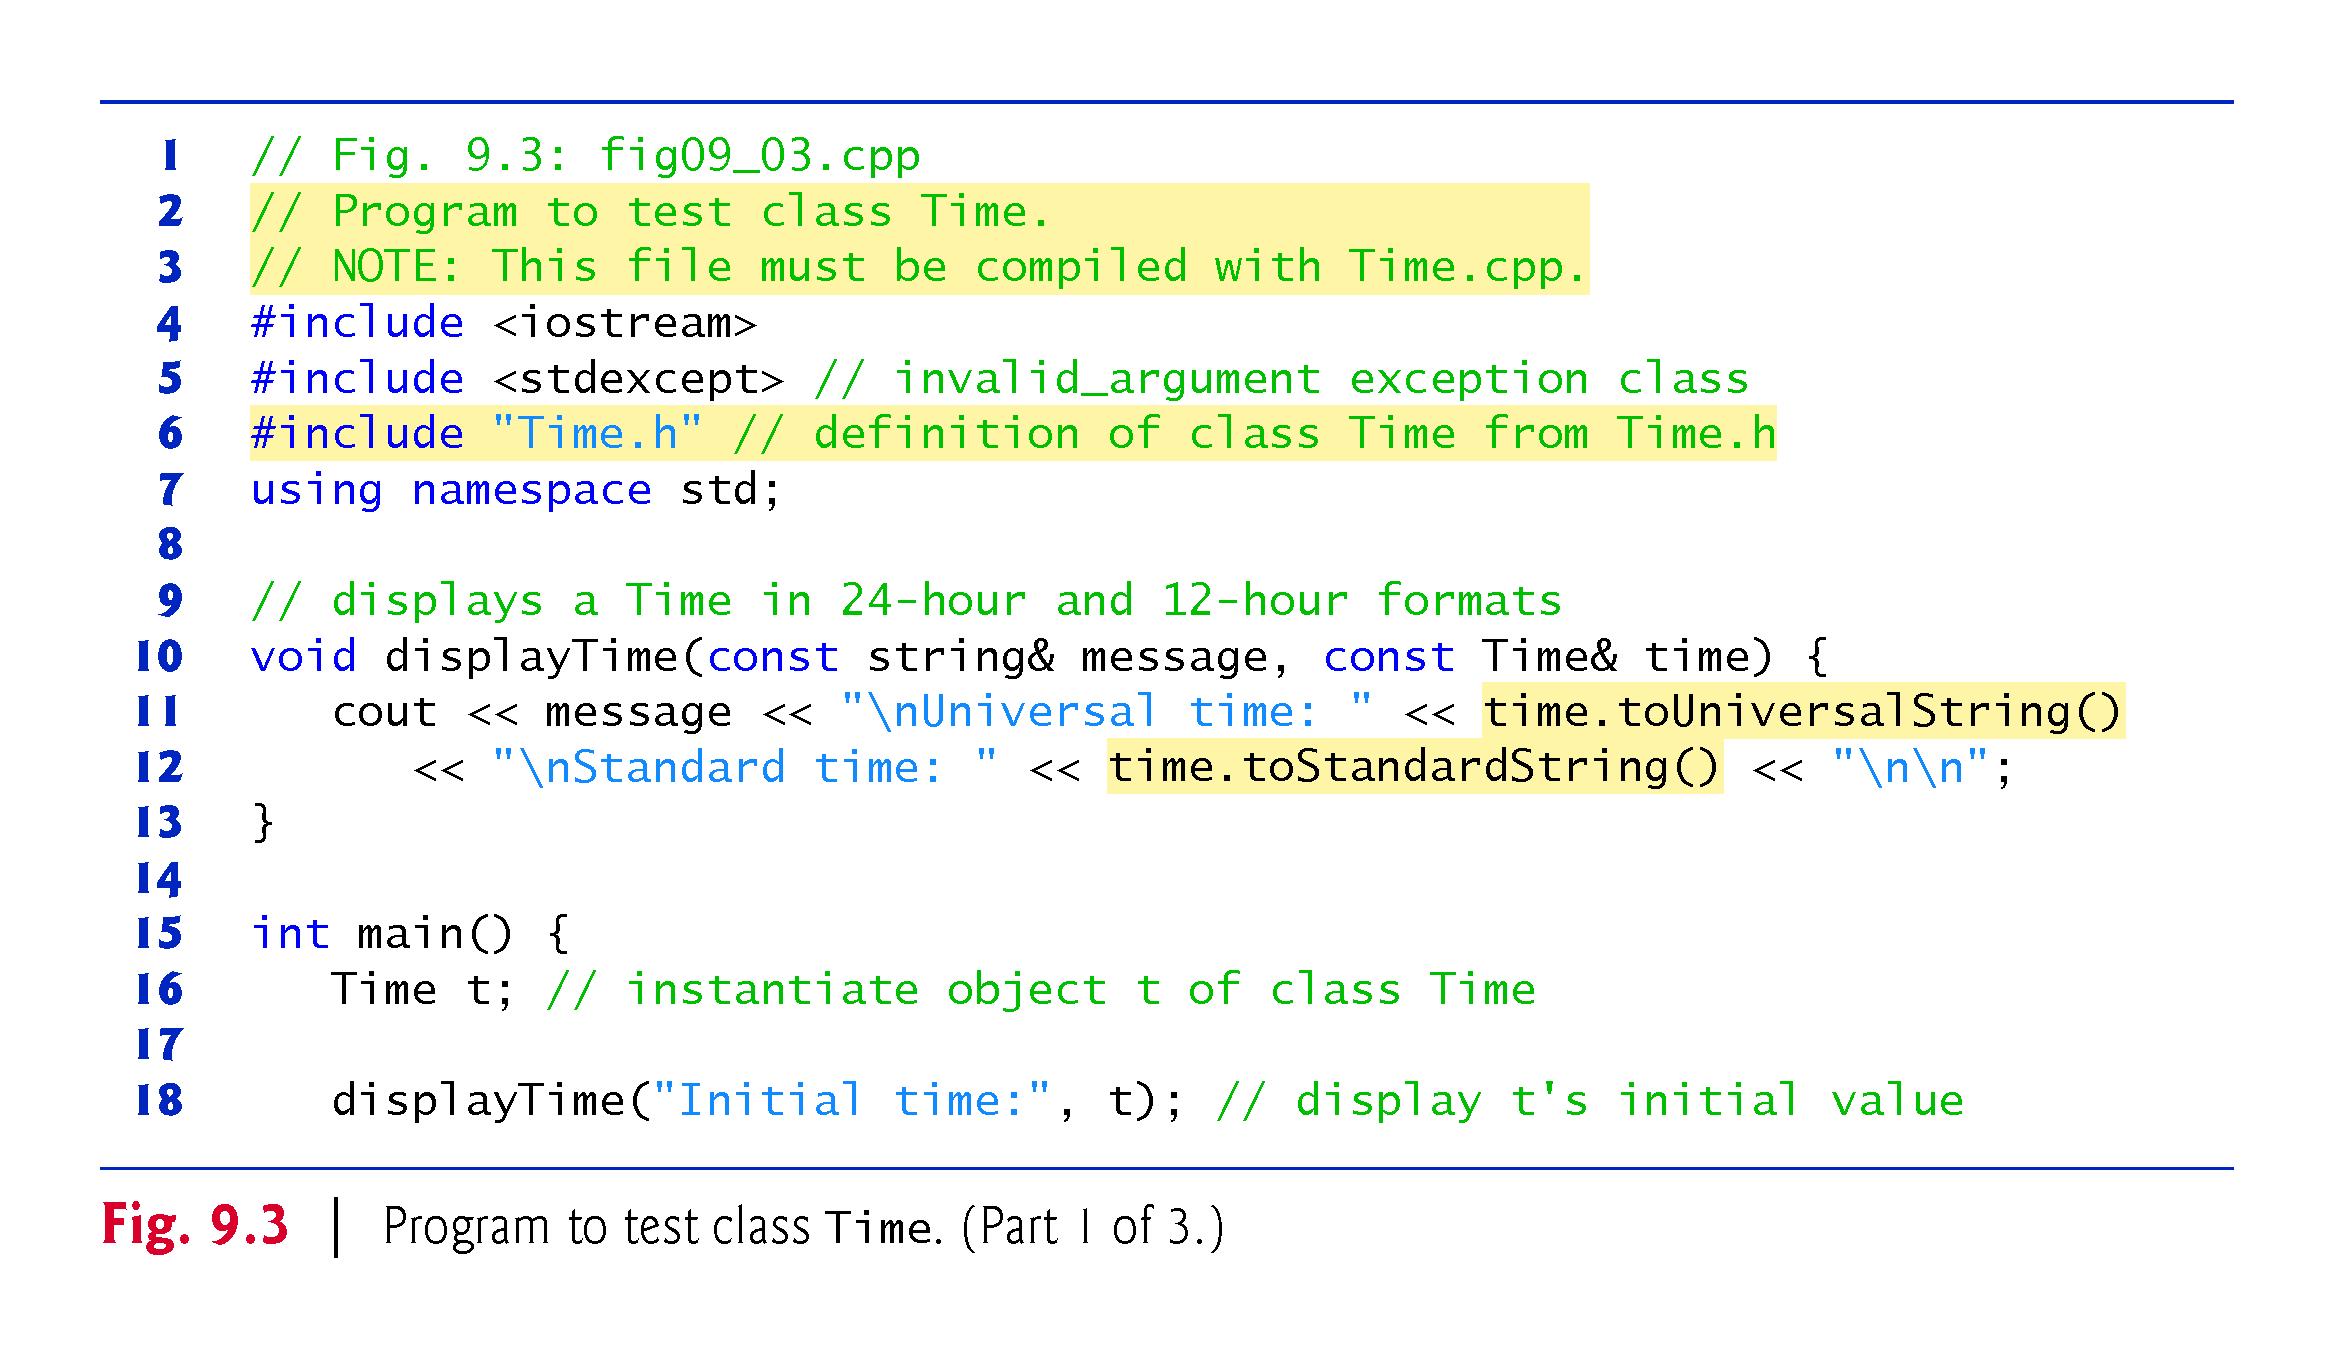 1 // Fig. 9.3: fig09_03.cpp
2 // Program to test class Time.
3 // NOTE: This file must be compiled with Time.cpp.
4 #include <iostream>
5 #include <stdexcept> // invalid_argument exception class
6 #include "Time.h" // definition of class Time from Time.h
7 using namespace std;
8
9 // displays a Time in 24-hour and 12-hour formats
10 void displayTime(const string& message, const Time& time) {
11    cout << message << "\nUniversal time: " << time.toUniversalString()
12       << "\nStandard time: " << time.toStandardString() << "\n\n";
13 }
14
15 int main() {
16    Time t; // instantiate object t of class Time
17
18    displayTime("Initial time:", t); // display t's initial value
Fig. 9.3 | Program to test class Time. (Part 1 of 3.)